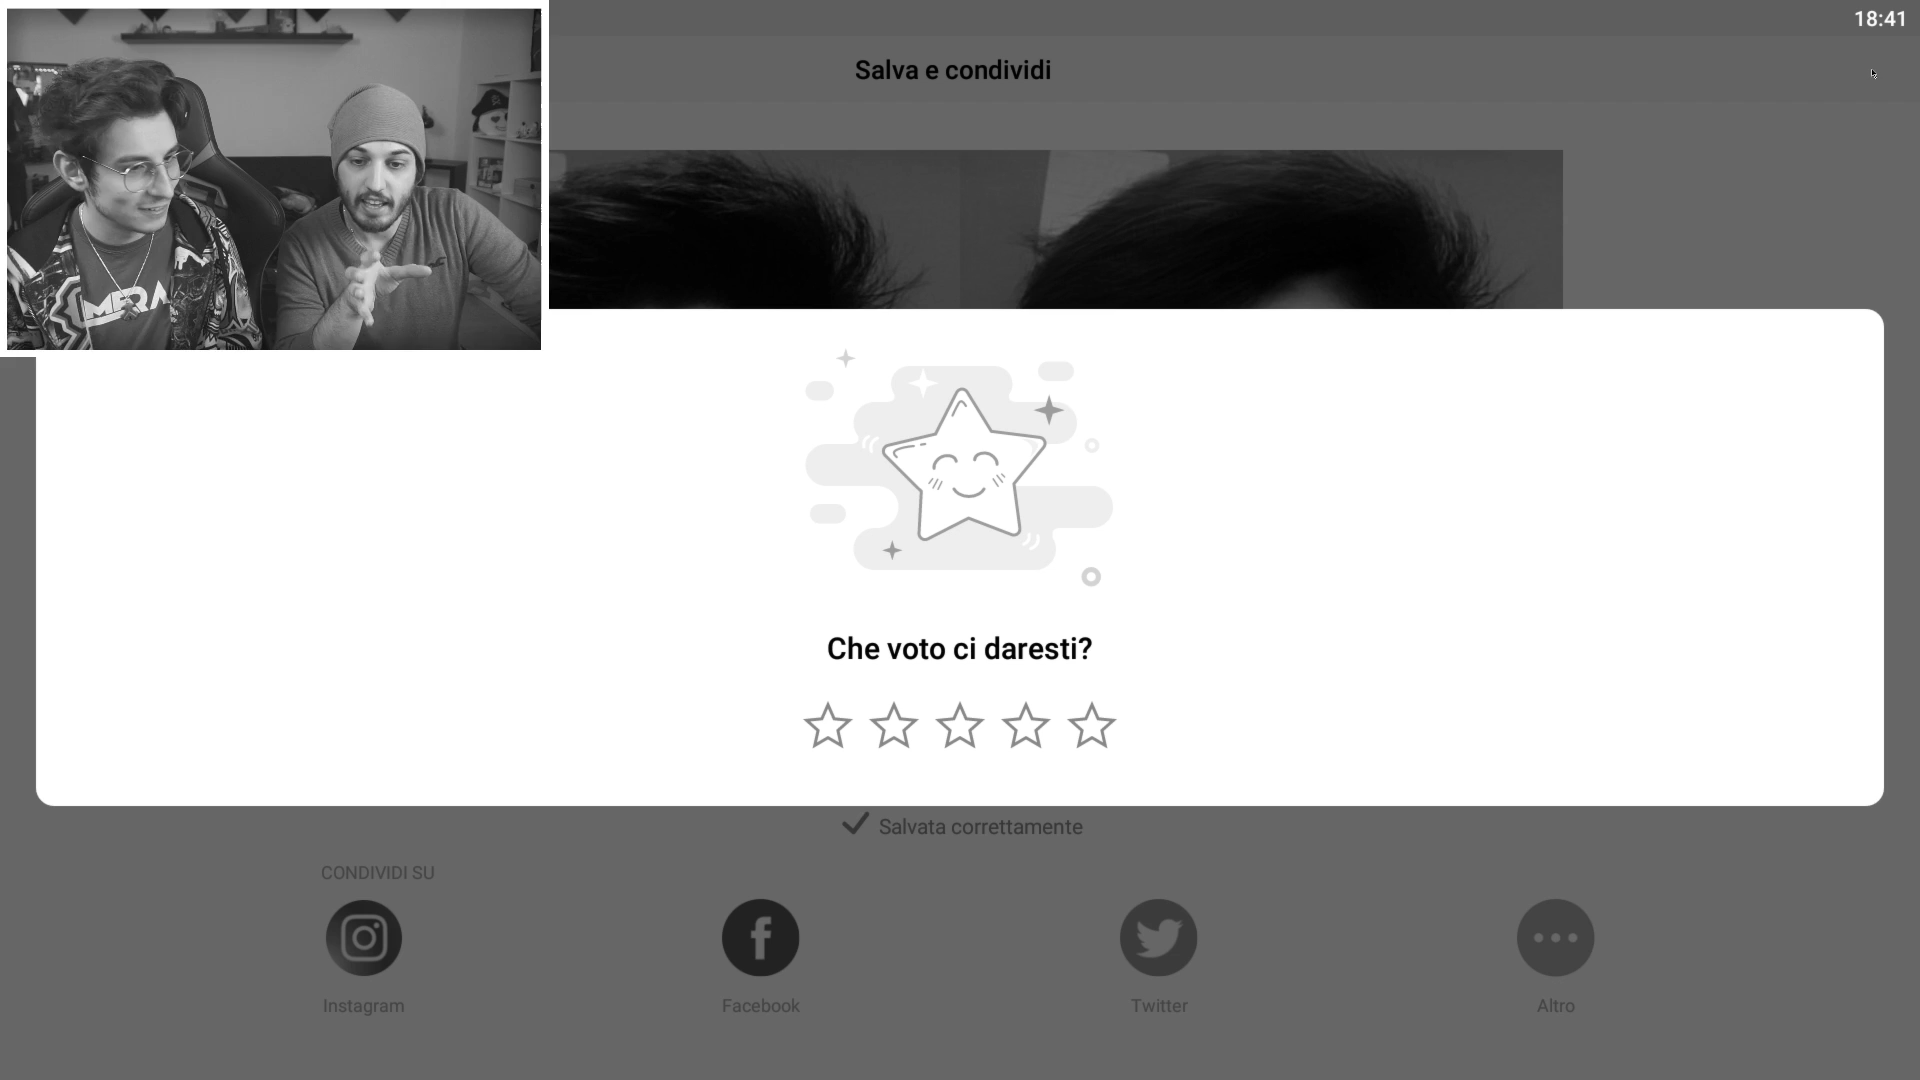 18:41
Salva e condividi
Che voto ci daresti?
Salvata correttamente
CONDIVIDI SU
Instagram
Facebook
Twitter
Altro